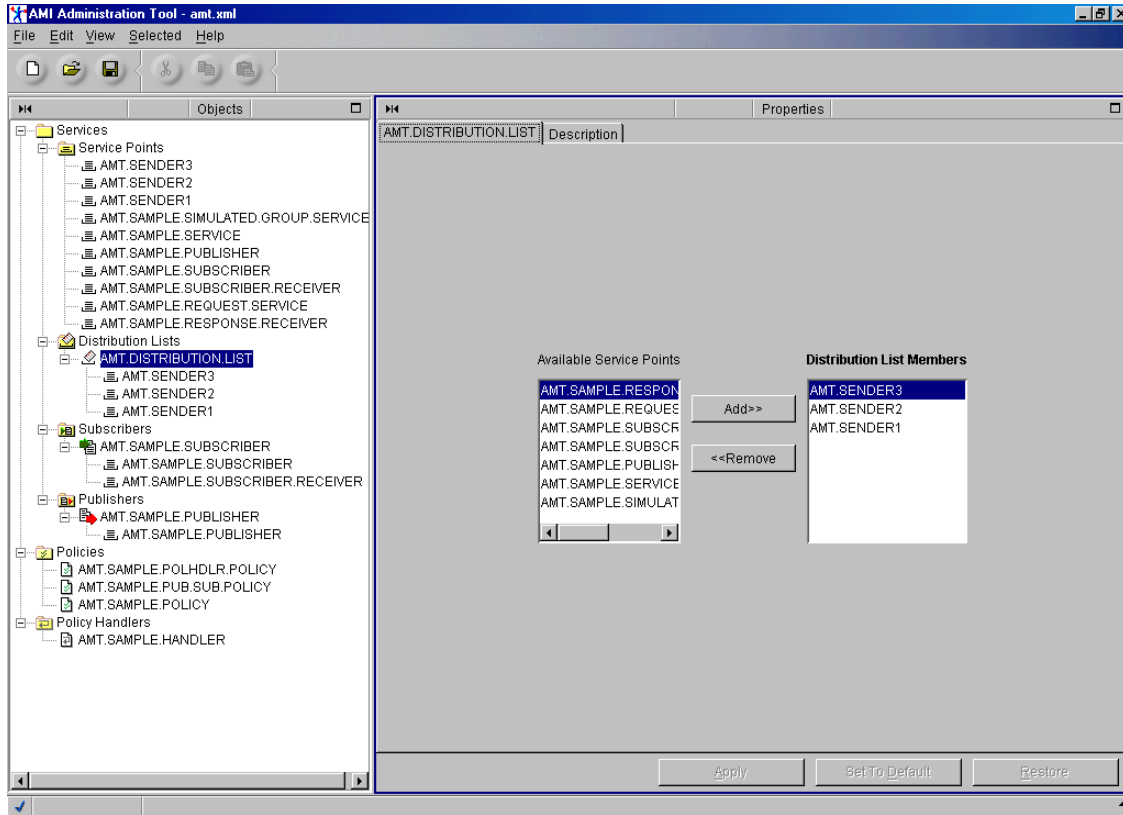 AMI Administration Tool - amt.xml
File Edit View Selected Help
Objects
Services
Service Points
AMT.SENDER3
AMT.SENDER2
AMT.SENDER1
AMT.SAMPLE.SIMULATED.GROUP.SERVICE
AMT.SAMPLE.SERVICE
AMT.SAMPLE.PUBLISHER
AMT.SAMPLE.SUBSCRIBER
AMT.SAMPLE.SUBSCRIBER.RECEIVER
AMT.SAMPLE.REQUEST.SERVICE
AMT.SAMPLE.RESPONSE.RECEIVER
Distribution Lists
AMT.DISTRIBUTION.LIST
AMT.SENDER3
AMT.SENDER2
AMT.SENDER1
Subscribers
AMT.SAMPLE.SUBSCRIBER
AMT.SAMPLE.SUBSCRIBER
AMT.SAMPLE.SUBSCRIBER.RECEIVER
Publishers
AMT.SAMPLE.PUBLISHER
AMT.SAMPLE.PUBLISHER
Policies
AMT.SAMPLE.POLHDLR.POLICY
AMT.SAMPLE.PUB.SUB.POLICY
AMT.SAMPLE.POLICY
Policy Handlers
AMT.SAMPLE.HANDLER
Properties
AMT.DISTRIBUTION.LIST Description
Available Service Points
AMT.SAMPLE.RESPON
AMT.SAMPLE.REQUES
AMT.SAMPLE.SUBSCR
AMT.SAMPLE.SUBSCR
AMT.SAMPLE.PUBLISH
AMT.SAMPLE.SERVICE
AMT.SAMPLE.SIMULAT
Add>>
<<Remove
Distribution List Members
AMT.SENDER3
AMT.SENDER2
AMT.SENDER1
Apply Set To Default Restore